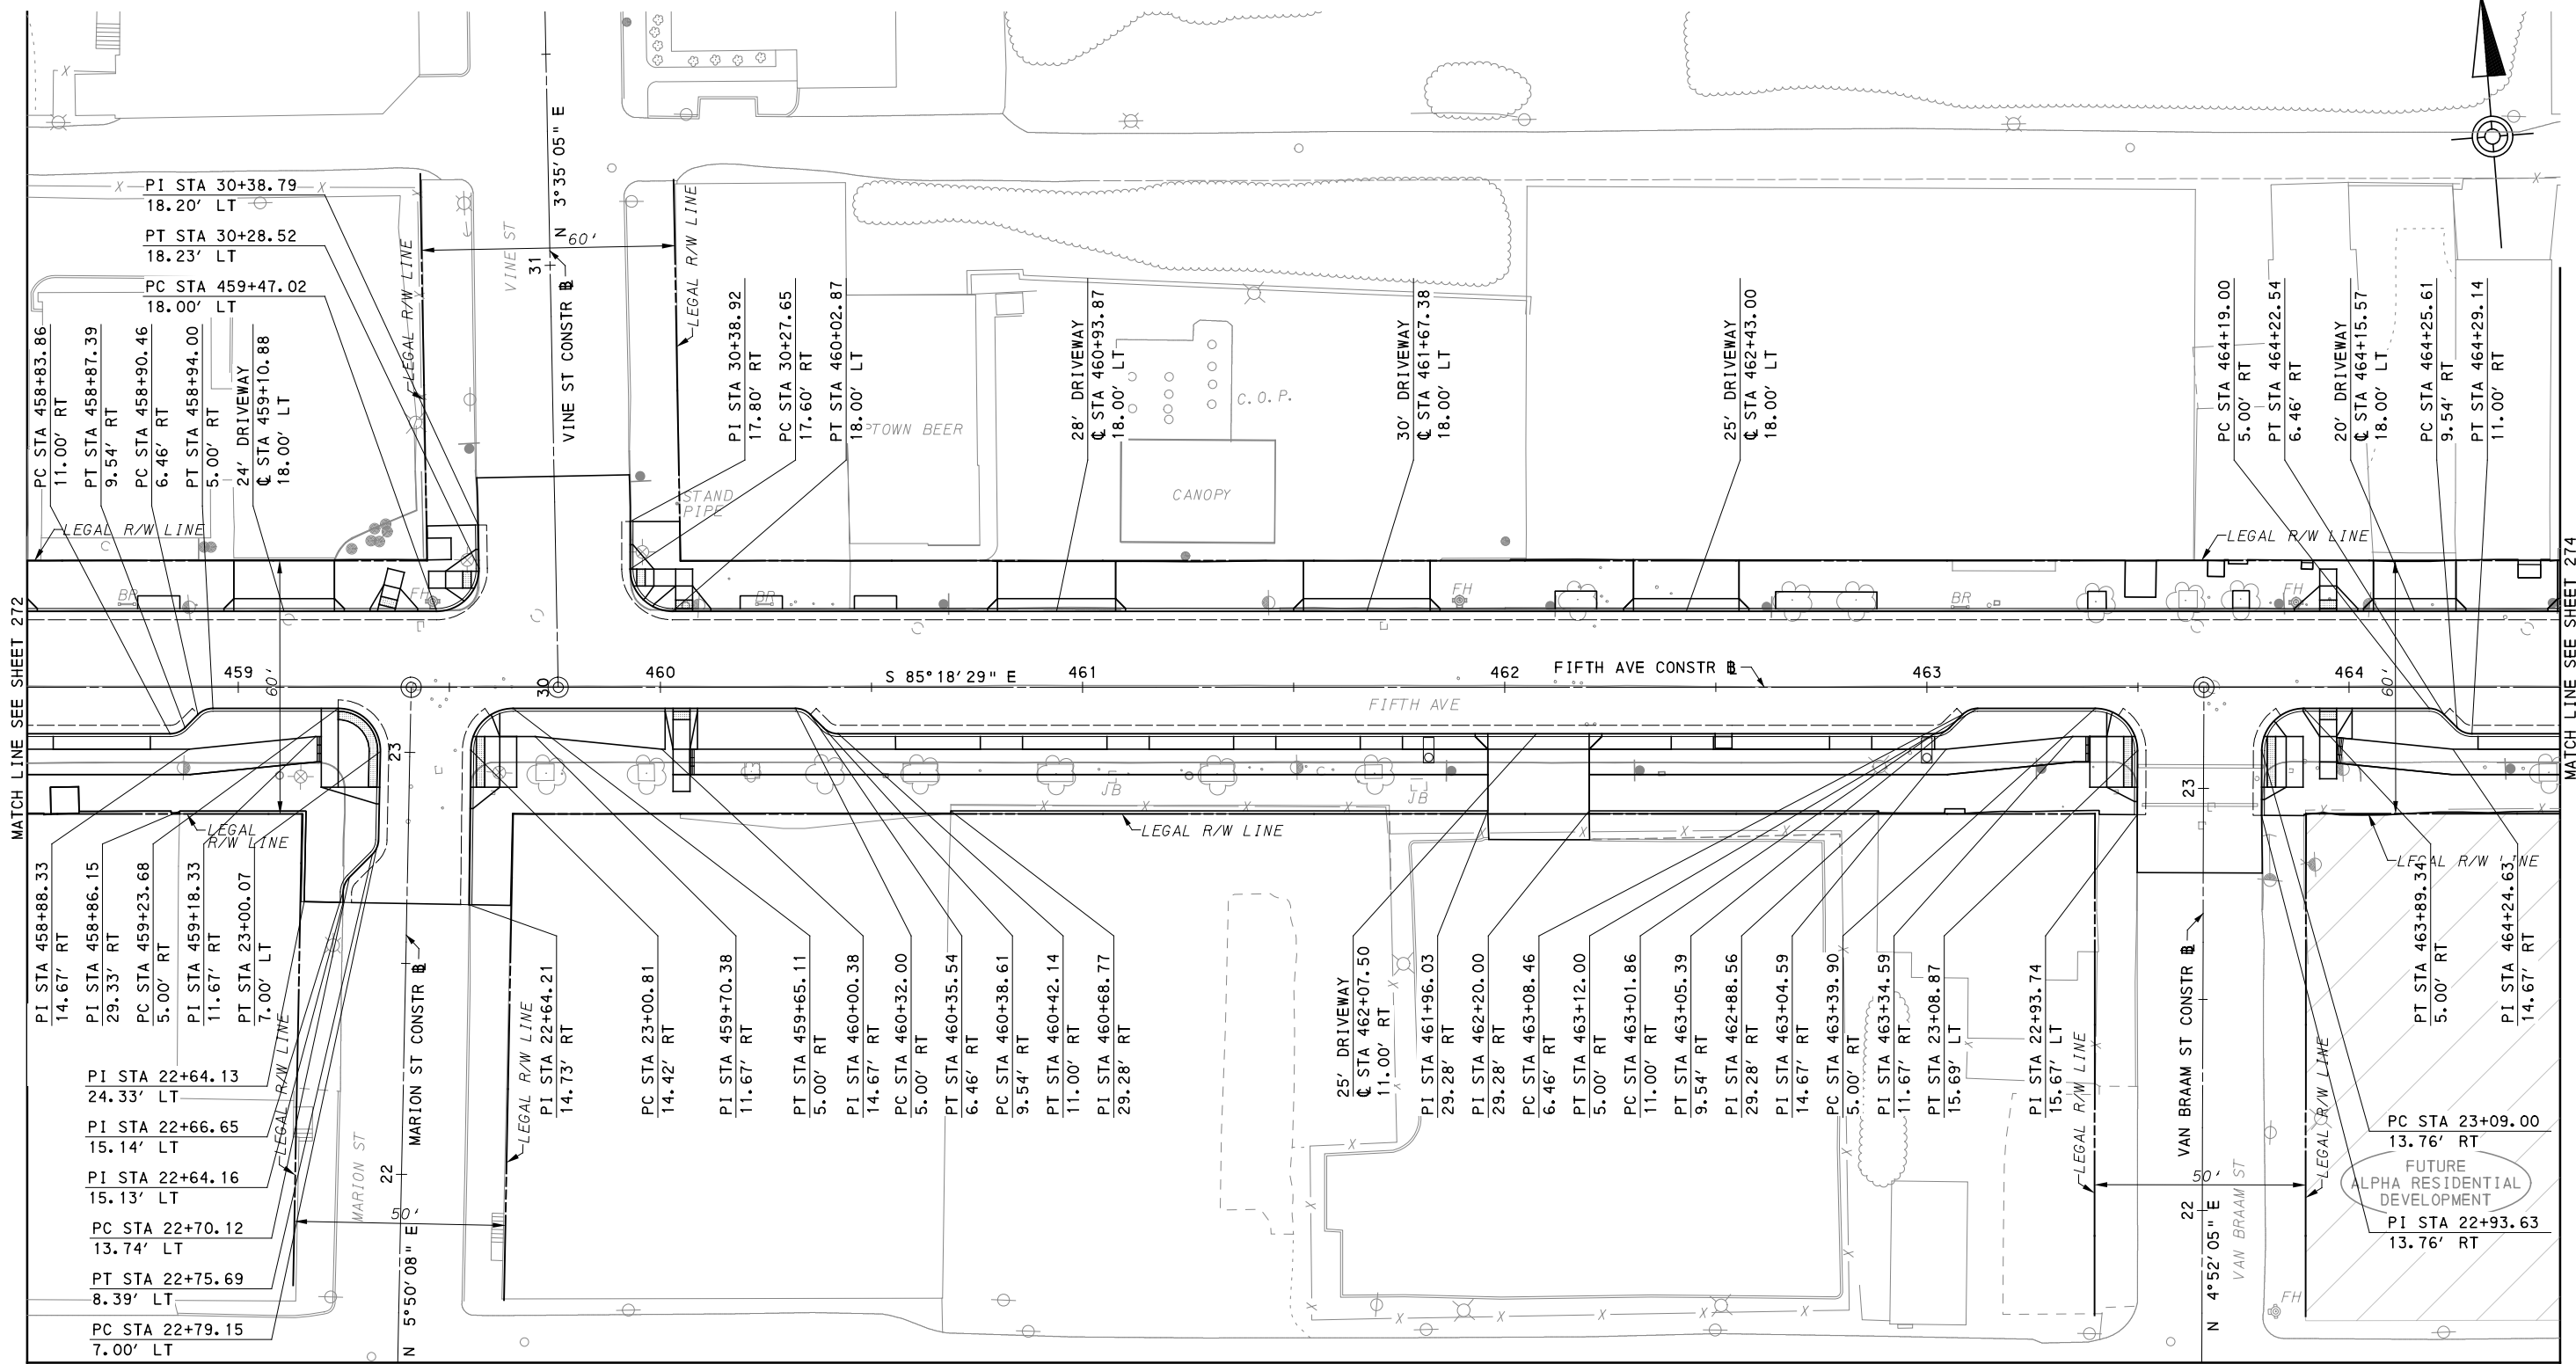 PI STA 30+38.79
18.20' LT
PT STA 30+28.52
18.23' LT
PC STA 459+47.02
18.00' LT
PC STA 458+83.86
11.00' RT
PT STA 458+87.39
9.54' RT
PC STA 458+90.46
6.46' RT
PT STA 458+94.00
5.00' RT
24' DRIVEWAY
℄ STA 459+10.88
18.00' LT
LEGAL R/W LINE
LEGAL R/W LINE
VINE ST
31
N 3°35'05" E
VINE ST CONSTR ℄
60'
LEGAL R/W LINE
PI STA 30+38.92
17.80' RT
PC STA 30+27.65
17.60' RT
PT STA 460+02.87
18.00' LT
STAND
PIPE
PTOWN BEER
28' DRIVEWAY
℄ STA 460+93.87
18.00' LT
C.O.P.
CANOPY
30' DRIVEWAY
℄ STA 461+67.38
18.00' LT
25' DRIVEWAY
℄ STA 462+43.00
18.00' LT
PC STA 464+19.00
5.00' RT
PT STA 464+22.54
6.46' RT
20' DRIVEWAY
℄ STA 464+15.57
18.00' LT
PC STA 464+25.61
9.54' RT
PT STA 464+29.14
11.00' RT
LEGAL R/W LINE
BR
FH
BR
FH
BR
FH
MATCH LINE SEE SHEET 272
MATCH LINE SEE SHEET 274
459
60'
30
460
S 85°18'29" E
461
462
FIFTH AVE CONSTR ℄
463
464
60'
FIFTH AVE
23
23
JB
JB
LEGAL
R/W LINE
LEGAL R/W LINE
LEGAL R/W LINE
PI STA 458+88.33
14.67' RT
PI STA 458+86.15
29.33' RT
PC STA 459+23.68
5.00' RT
PI STA 459+18.33
11.67' RT
PT STA 23+00.07
7.00' LT
PI STA 22+64.13
24.33' LT
PI STA 22+66.65
15.14' LT
PI STA 22+64.16
15.13' LT
PC STA 22+70.12
13.74' LT
PT STA 22+75.69
8.39' LT
PC STA 22+79.15
7.00' LT
LEGAL R/W LINE
MARION ST
MARION ST CONSTR ℄
22
50'
N 5°50'08" E
LEGAL R/W LINE
PI STA 22+64.21
14.73' RT
PC STA 23+00.81
14.42' RT
PI STA 459+70.38
11.67' RT
PT STA 459+65.11
5.00' RT
PI STA 460+00.38
14.67' RT
PC STA 460+32.00
5.00' RT
PT STA 460+35.54
6.46' RT
PC STA 460+38.61
9.54' RT
PT STA 460+42.14
11.00' RT
PI STA 460+68.77
29.28' RT
25' DRIVEWAY
℄ STA 462+07.50
11.00' RT
PI STA 461+96.03
29.28' RT
PI STA 462+20.00
29.28' RT
PC STA 463+08.46
6.46' RT
PT STA 463+12.00
5.00' RT
PC STA 463+01.86
11.00' RT
PT STA 463+05.39
9.54' RT
PI STA 462+88.56
29.28' RT
PI STA 463+04.59
14.67' RT
PC STA 463+39.90
5.00' RT
PI STA 463+34.59
11.67' RT
PT STA 23+08.87
15.69' LT
PI STA 22+93.74
15.67' LT
LEGAL R/W LINE
VAN BRAAM ST CONSTR ℄
22
50'
N 4°52'05" E
VAN BRAAM ST
LEGAL R/W LINE
PT STA 463+89.34
5.00' RT
PI STA 464+24.63
14.67' RT
PC STA 23+09.00
13.76' RT
FUTURE
ALPHA RESIDENTIAL
DEVELOPMENT
PI STA 22+93.63
13.76' RT
FH